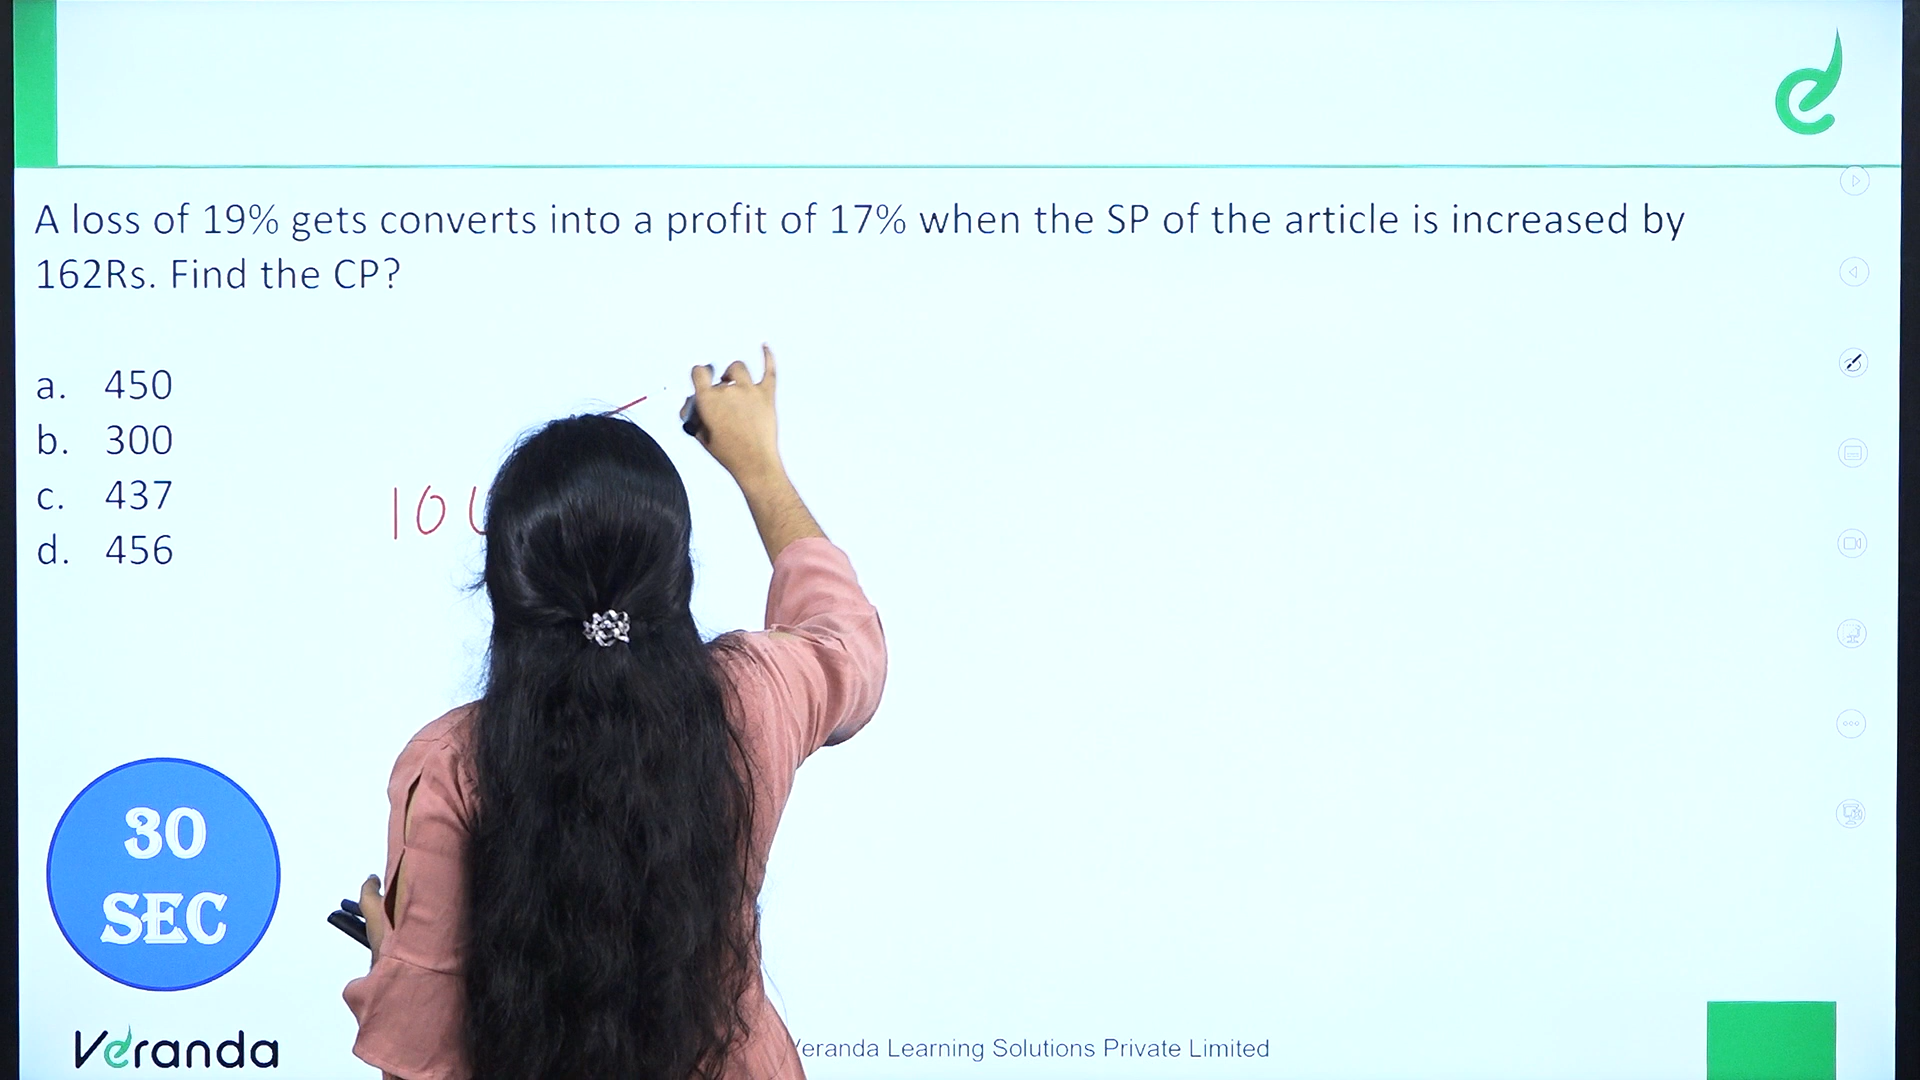 A loss of 19% gets converts into a profit of 17% when the SP of the article is increased by
162Rs. Find the CP?
a. 450
b. 300
c. 437
d. 456
10
30
SEC
Veranda
Veranda Learning Solutions Private Limited